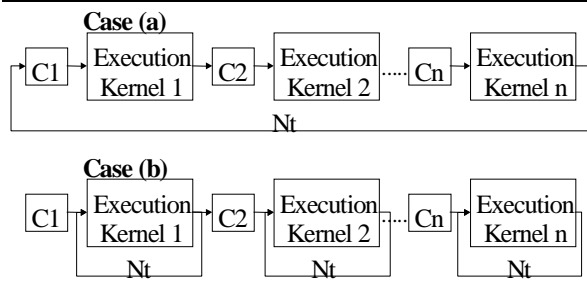 Case (a)
C1 Execution Kernel 1 C2 Execution Kernel 2 ..... Cn Execution Kernel n
Nt
Case (b)
C1 Execution Kernel 1 C2 Execution Kernel 2 ..... Cn Execution Kernel n
Nt Nt Nt